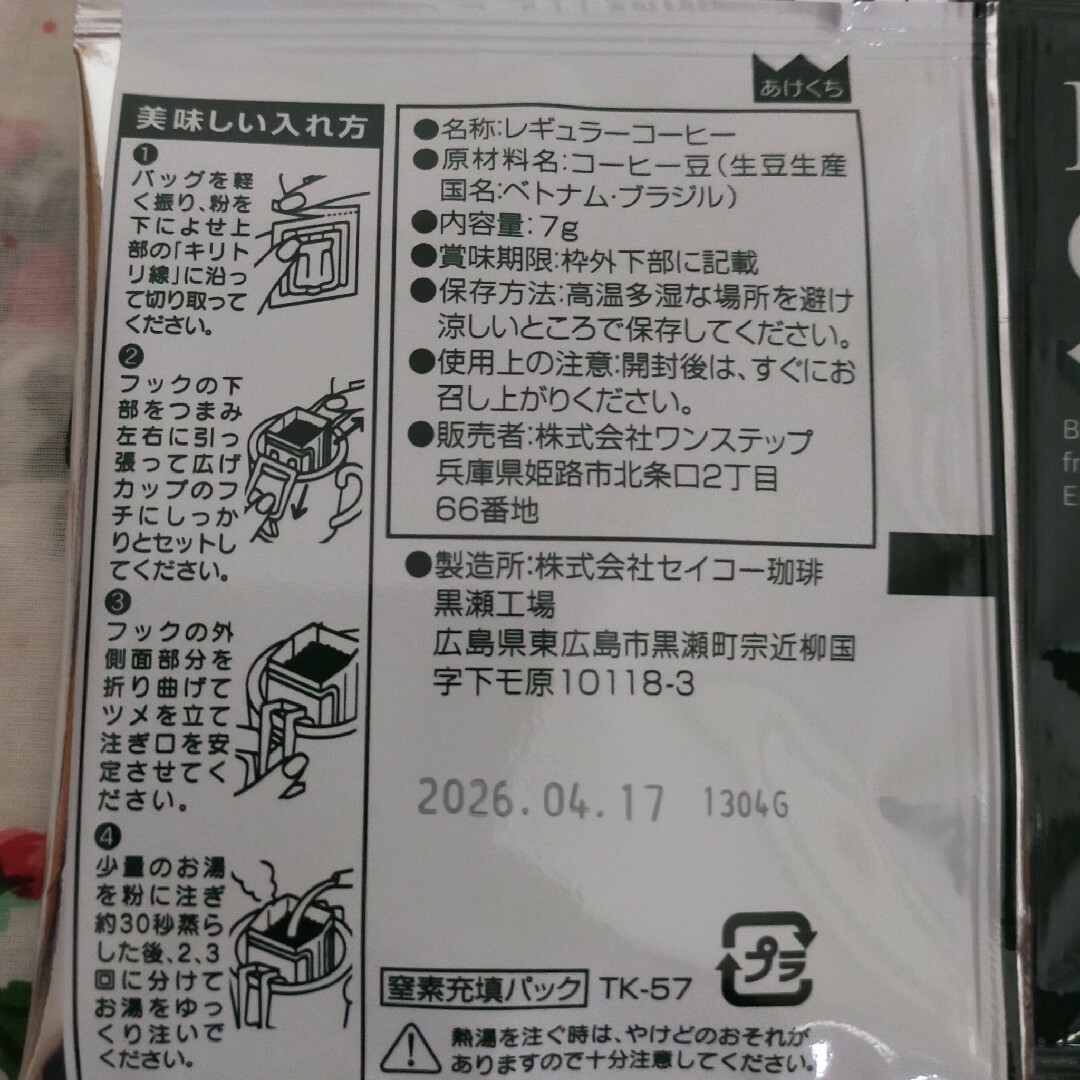 あけくち
美味しい入れ方
❶
バッグを軽
く振り、粉を
下によせ上
部の「キリト
リ線」に沿っ
て切り取って
ください。
❷
フックの下
部をつまみ
左右に引っ
張って広げ
カップのフ
チにしっか
りとセットし
てください。
❸
フックの外
側面部分を
折り曲げて
ツメを立て
注ぎ口を安
定させてく
ださい。
❹
少量のお湯
を粉に注ぎ
約30秒蒸ら
した後、2、3
回に分けて
お湯をゆっ
くり注いで
ください。
●名称:レギュラーコーヒー
●原材料名:コーヒー豆(生豆生産
国名:ベトナム・ブラジル)
●内容量:7g
●賞味期限:枠外下部に記載
●保存方法:高温多湿な場所を避け
涼しいところで保存してください。
●使用上の注意:開封後は、すぐにお
召し上がりください。
●販売者:株式会社ワンステップ
兵庫県姫路市北条口2丁目
66番地
●製造所:株式会社セイコー珈琲
黒瀬工場
広島県東広島市黒瀬町宗近柳国
字下モ原10118-3
2026.04.17 1304G
プラ
窒素充填パック TK-57
熱湯を注ぐ時は、やけどのおそれが
ありますので十分注意してください。